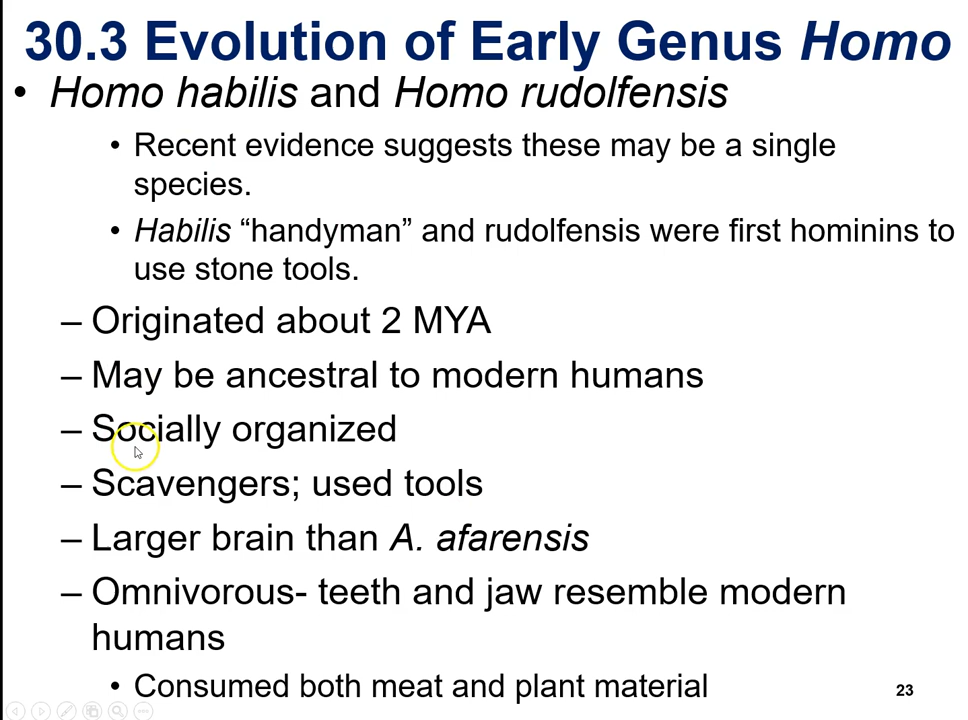 30.3 Evolution of Early Genus Homo
• Homo habilis and Homo rudolfensis
• Recent evidence suggests these may be a single
species.
• Habilis “handyman” and rudolfensis were first hominins to
use stone tools.
– Originated about 2 MYA
– May be ancestral to modern humans
– Socially organized
– Scavengers; used tools
– Larger brain than A. afarensis
– Omnivorous- teeth and jaw resemble modern
humans
• Consumed both meat and plant material
23